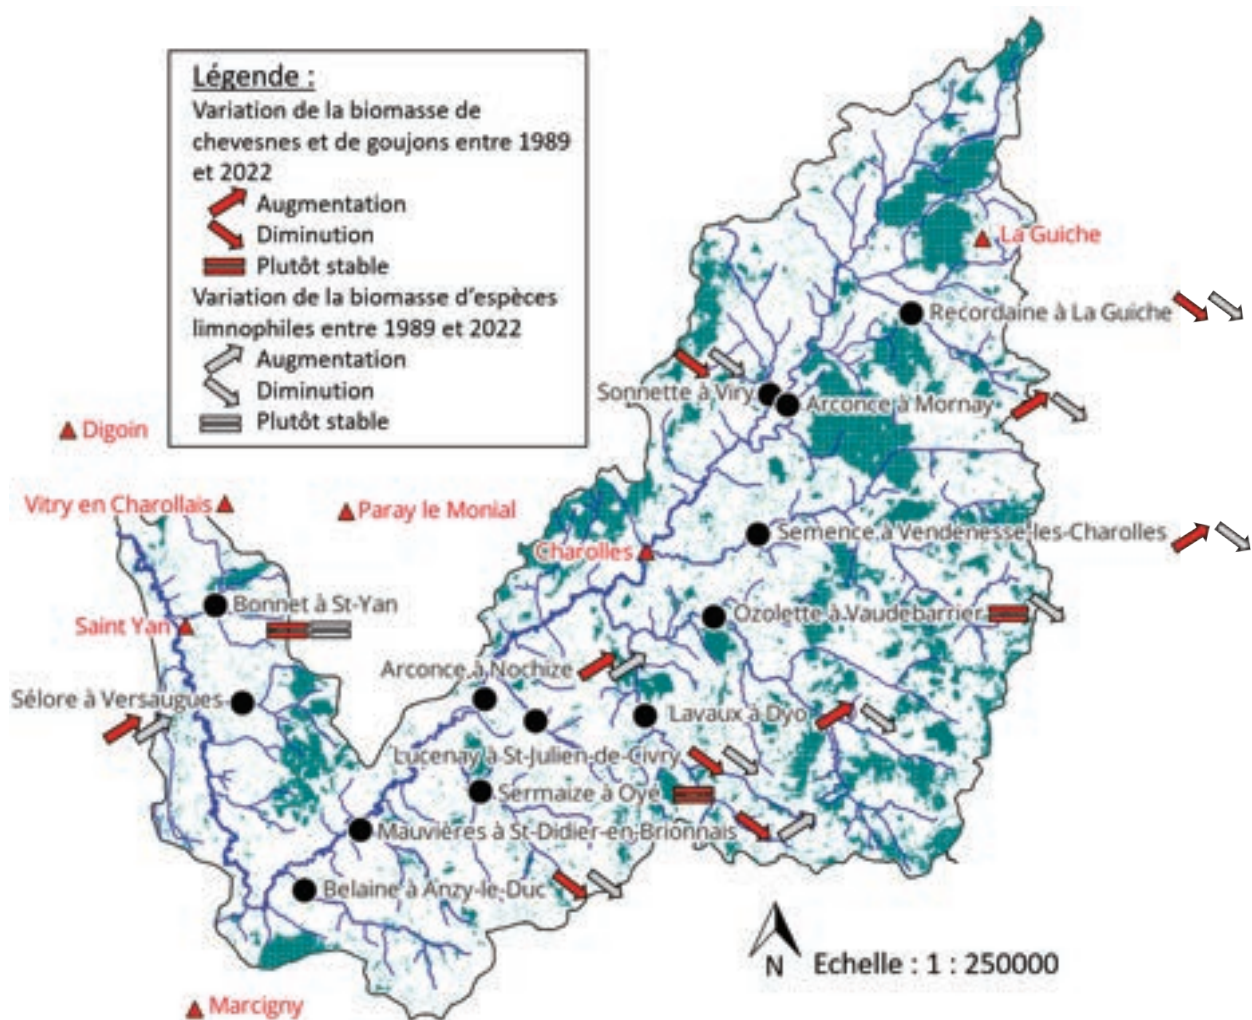 Légende :
Variation de la biomasse de
chevesnes et de goujons entre 1989
et 2022
Augmentation
Diminution
Plutôt stable
Variation de la biomasse d'espèces
limnophiles entre 1989 et 2022
Augmentation
Diminution
Plutôt stable
La Guiche
Recordaine à La Guiche
Sonnette à Viry
Arconce à Mornay
Digoin
Vitry en Charollais
Paray le Monial
Charolles
Semence à Vendenesse-les-Charolles
Bonnet à St-Yan
Saint Yan
Ozolette à Vaudebarrier
Arconce à Nochize
Sélore à Versaugues
Lavaux à Dyo
Lucenay à St-Julien-de-Civry
Sermaize à Oyé
Mauvières à St-Didier-en-Brionnais
Belaine à Anzy-le-Duc
N
Echelle : 1 : 250000
Marcigny